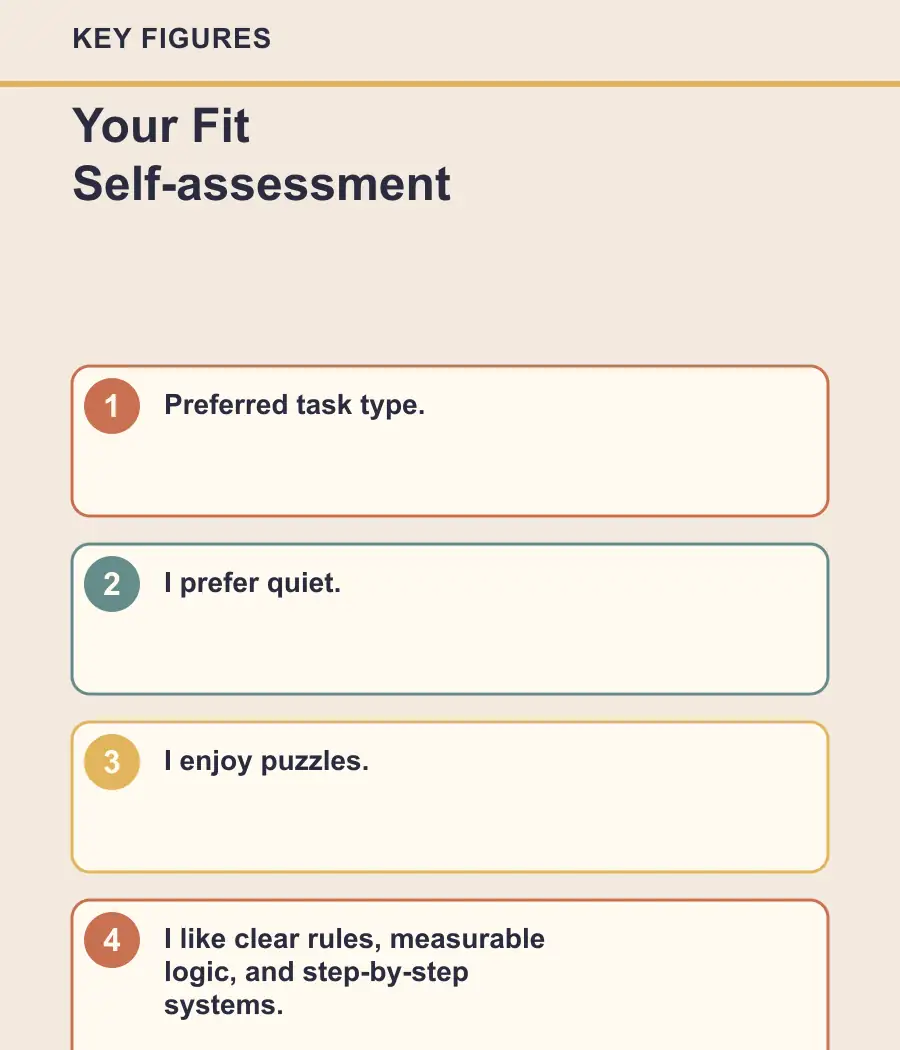 KEY FIGURES
Your Fit
Self-assessment
1
Preferred task type.
2
I prefer quiet.
3
I enjoy puzzles.
4
I like clear rules, measurable
logic, and step-by-step
systems.